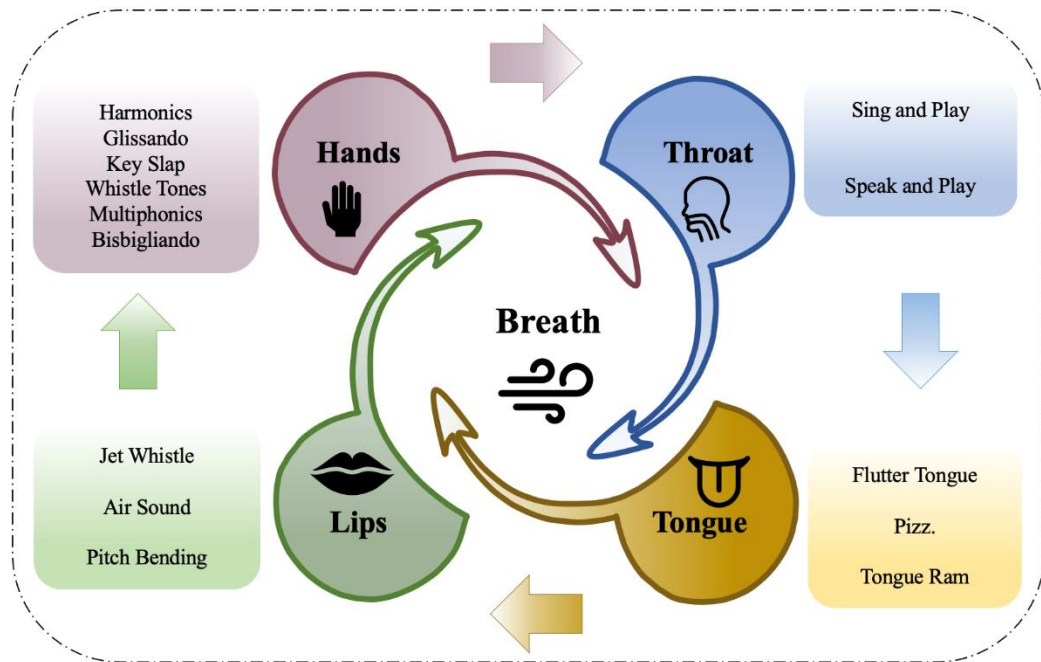 Harmonics
Glissando
Key Slap
Whistle Tones
Multiphonics
Bisbigliando
Hands
Throat
Sing and Play
Speak and Play
Breath
Jet Whistle
Air Sound
Pitch Bending
Lips
Tongue
Flutter Tongue
Pizz.
Tongue Ram